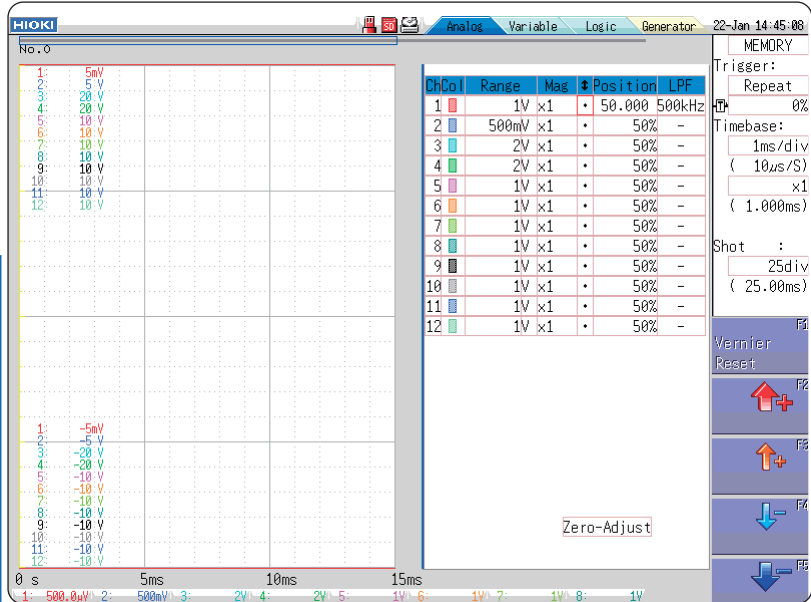 HIOKI SD Analog Variable Logic Generator 22-Jan 14:45:08
No.0
1: 5mV
2: 5 V
3: 20 V
4: 20 V
5: 10 V
6: 10 V
7: 10 V
8: 10 V
9: 10 V
10: 10 V
11: 10 V
12: 10 V
1: -5mV
2: -5 V
3: -20 V
4: -20 V
5: -10 V
6: -10 V
7: -10 V
8: -10 V
9: -10 V
10: -10 V
11: -10 V
12: -10 V
0 s 5ms 10ms 15ms
1: 500.0µV 2: 500mV 3: 2V 4: 2V 5: 1V 6: 1V 7: 1V 8: 1V
Ch Col Range Mag ↕ Position LPF
1 1V x1 • 50.000 500kHz
2 500mV x1 • 50% -
3 2V x1 • 50% -
4 2V x1 • 50% -
5 1V x1 • 50% -
6 1V x1 • 50% -
7 1V x1 • 50% -
8 1V x1 • 50% -
9 1V x1 • 50% -
10 1V x1 • 50% -
11 1V x1 • 50% -
12 1V x1 • 50% -
Zero-Adjust
MEMORY
Trigger:
Repeat
T 0%
Timebase:
1ms/div
( 10µs/S)
x1
( 1.000ms)
Shot :
25div
( 25.00ms)
F1
Vernier
Reset
F2
F3
F4
F5